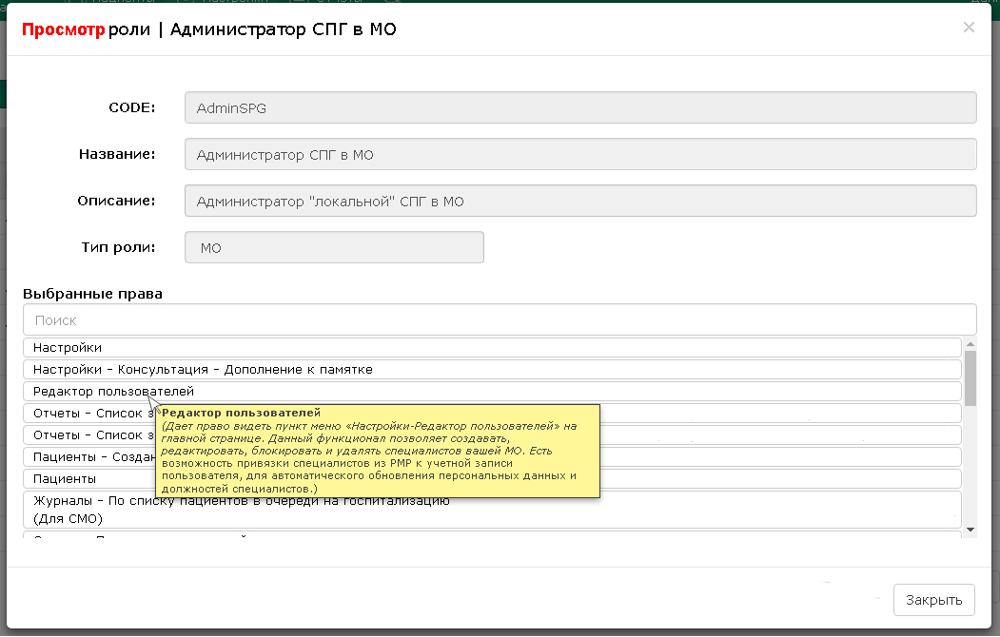 Просмотр роли | Администратор СПГ в МО
×
CODE:
AdminSPG
Название:
Администратор СПГ в МО
Описание:
Администратор "локальной" СПГ в МО
Тип роли:
МО
Выбранные права
Поиск
Настройки
Настройки - Консультация - Дополнение к памятке
Редактор пользователей
Отчеты - Список з
Отчеты - Список з
Пациенты - Создан
Пациенты
Журналы - По списку пациентов в очереди на госпитализацию
(Для СМО)
Редактор пользователей
(Дает право видеть пункт меню «Настройки-Редактор пользователей» на
главной странице. Данный функционал позволяет создавать,
редактировать, блокировать и удалять специалистов вашей МО. Есть
возможность привязки специалистов из РМР к учетной записи
пользователя, для автоматического обновления персональных данных и
должностей специалистов.)
Закрыть